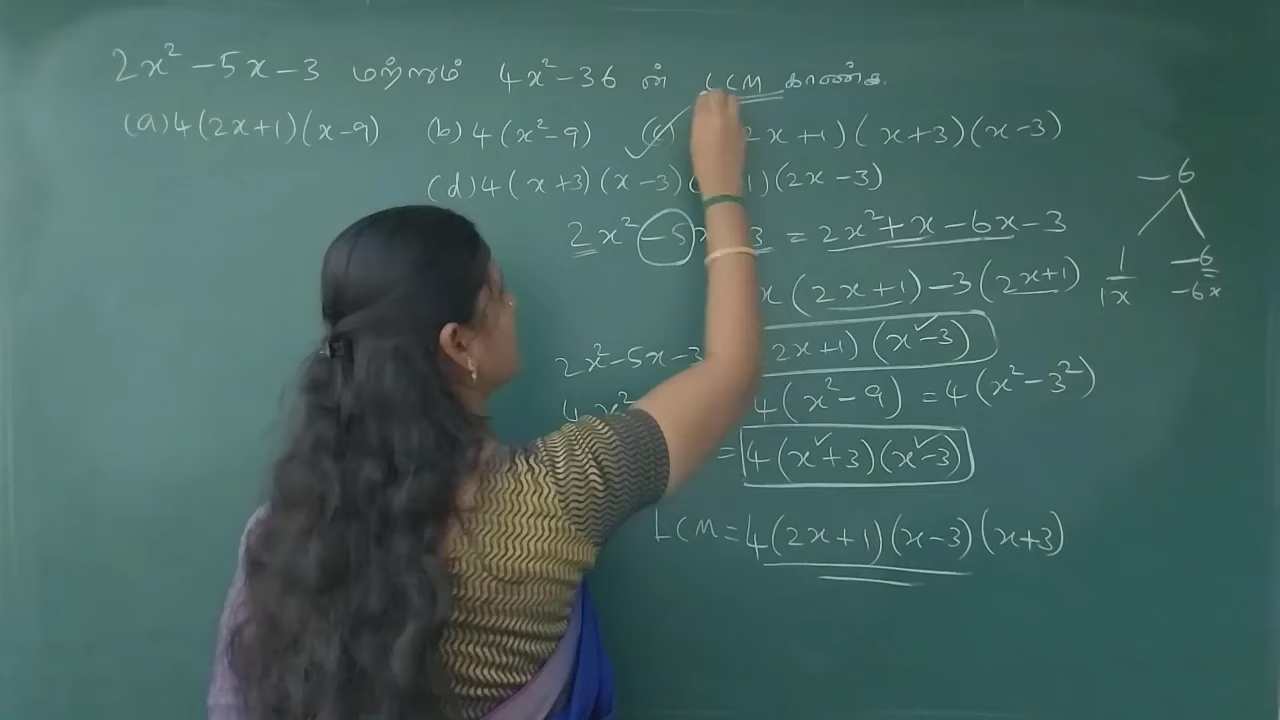 2x² - 5x - 3 மற்றும் 4x² - 36 ன் LCM காண்க.
(a) 4(2x+1)(x-9) (b) 4(x²-9) (c) 2x+1)(x+3)(x-3)
(d) 4(x+3)(x-3) 1)(2x-3)
-6
2x² -5 3 = 2x²+x-6x-3
1 -6
x(2x+1)-3(2x+1)
1x -6x
2x²-5x-3 2x+1)(x-3)
4x² 4(x²-9) = 4(x²-3²)
= 4(x+3)(x-3)
LCM = 4(2x+1)(x-3)(x+3)